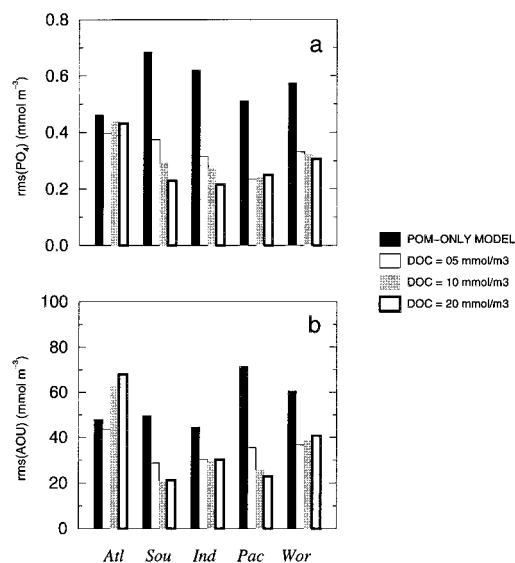 a
rms(PO4) (mmol m−3)
0.8
0.6
0.4
0.2
0.0
POM-ONLY MODEL
DOC = 05 mmol/m3
DOC = 10 mmol/m3
DOC = 20 mmol/m3
b
rms(AOU) (mmol m−3)
100
80
60
40
20
0
Atl Sou Ind Pac Wor